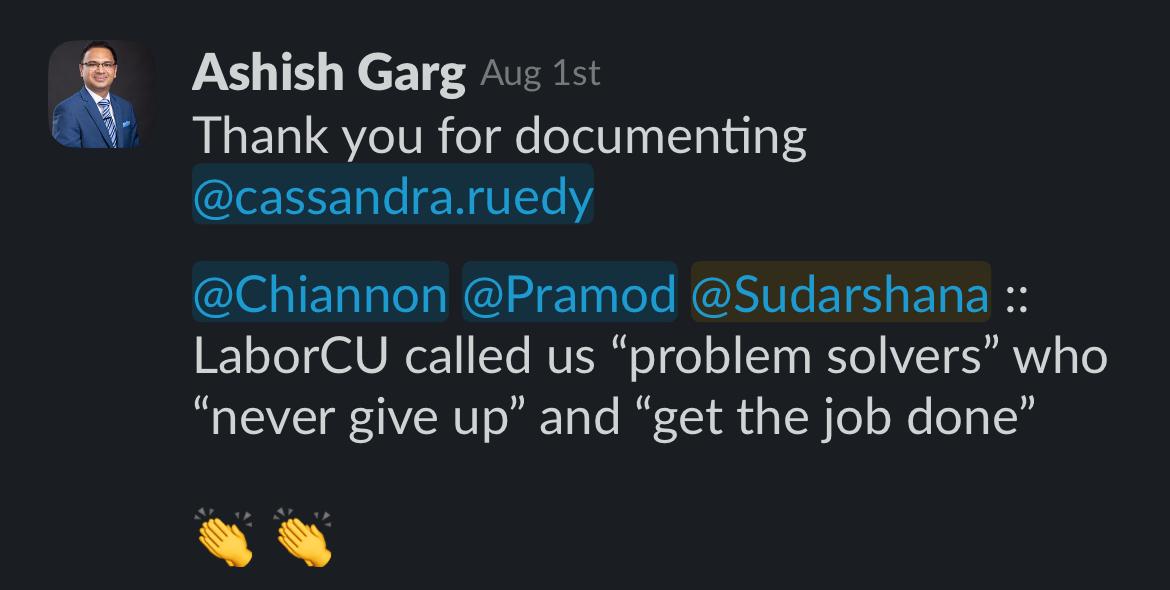 Ashish Garg Aug 1st
Thank you for documenting
@cassandra.ruedy
@Chiannon @Pramod @Sudarshana ::
LaborCU called us “problem solvers” who
“never give up” and “get the job done”
👏 👏